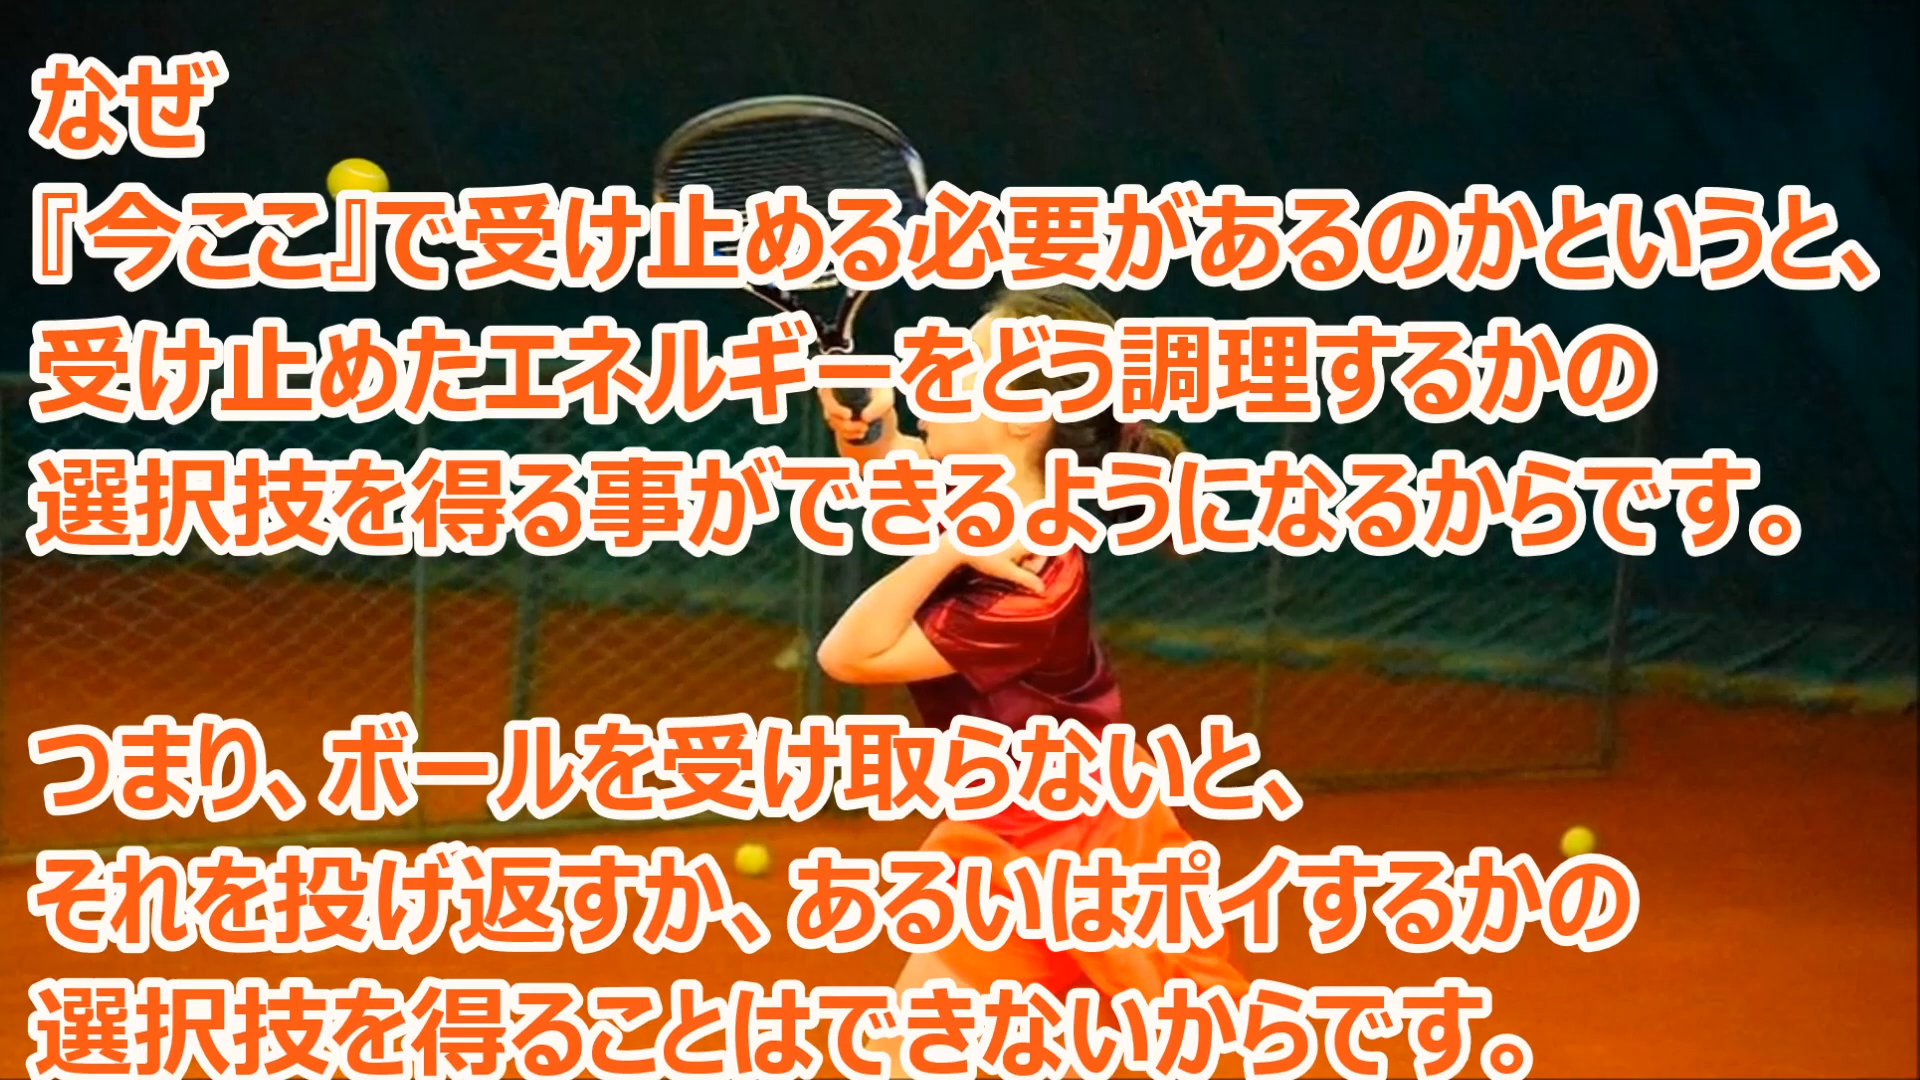 なぜ
『今ここ』で受け止める必要があるのかというと、
受け止めたエネルギーをどう調理するかの
選択技を得る事ができるようになるからです。
つまり、ボールを受け取らないと、
それを投げ返すか、あるいはポイするかの
選択技を得ることはできないからです。